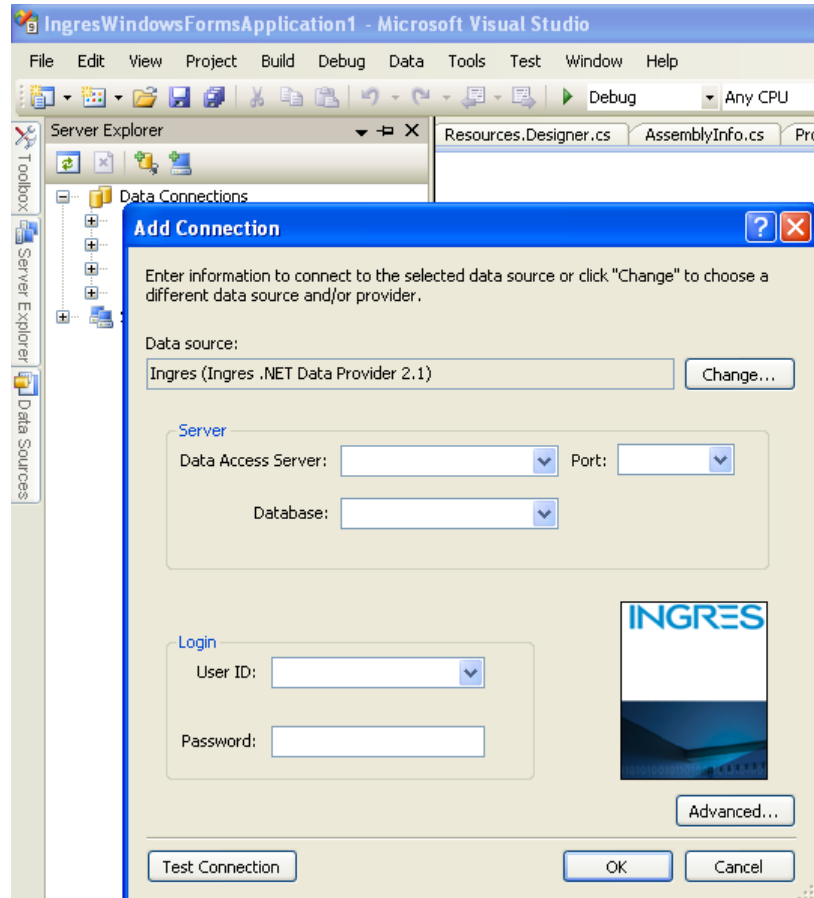 IngresWindowsFormsApplication1 - Microsoft Visual Studio
File Edit View Project Build Debug Data Tools Test Window Help
Debug Any CPU
Server Explorer
Resources.Designer.cs AssemblyInfo.cs Pro
Toolbox
Server Explorer
Data Sources
Data Connections
Add Connection
Enter information to connect to the selected data source or click "Change" to choose a
different data source and/or provider.
Data source:
Ingres (Ingres .NET Data Provider 2.1)
Change...
Server
Data Access Server:
Port:
Database:
INGRES
Login
User ID:
Password:
Advanced...
Test Connection
OK
Cancel